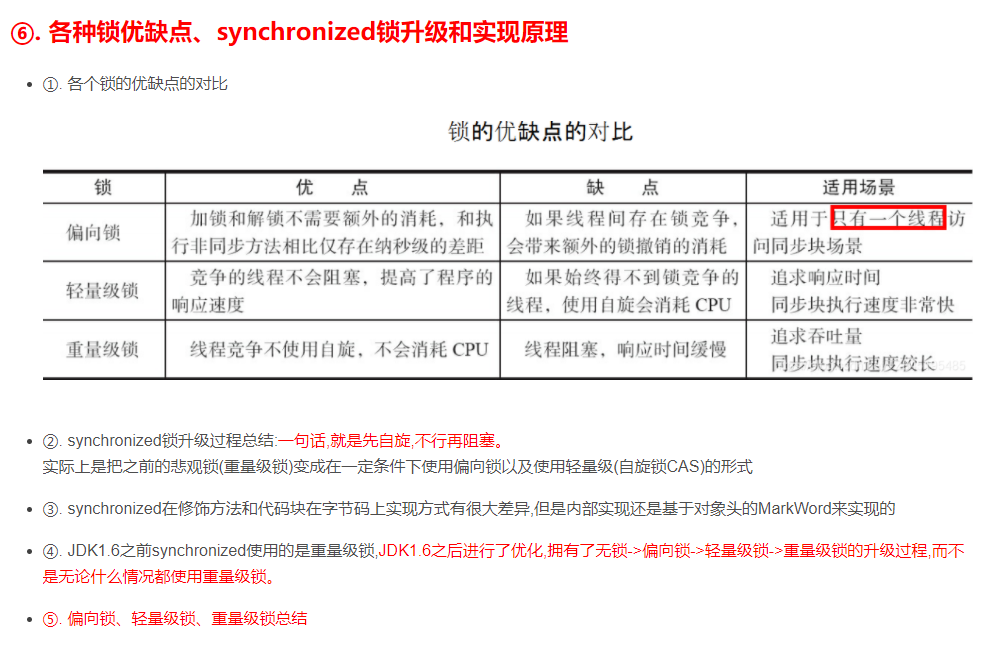 ⑥. 各种锁优缺点、synchronized锁升级和实现原理
①. 各个锁的优缺点的对比
锁的优缺点的对比
锁 优 点 缺 点 适用场景
偏向锁 加锁和解锁不需要额外的消耗，和执 如果线程间存在锁竞争， 适用于只有一个线程访
行非同步方法相比仅存在纳秒级的差距 会带来额外的锁撤销的消耗 问同步块场景
轻量级锁 竞争的线程不会阻塞，提高了程序的 如果始终得不到锁竞争的 追求响应时间
响应速度 线程，使用自旋会消耗 CPU 同步块执行速度非常快
重量级锁 线程竞争不使用自旋，不会消耗 CPU 线程阻塞，响应时间缓慢 追求吞吐量
同步块执行速度较长
②. synchronized锁升级过程总结:一句话,就是先自旋,不行再阻塞。
实际上是把之前的悲观锁(重量级锁)变成在一定条件下使用偏向锁以及使用轻量级(自旋锁CAS)的形式
③. synchronized在修饰方法和代码块在字节码上实现方式有很大差异,但是内部实现还是基于对象头的MarkWord来实现的
④. JDK1.6之前synchronized使用的是重量级锁,JDK1.6之后进行了优化,拥有了无锁->偏向锁->轻量级锁->重量级锁的升级过程,而不
是无论什么情况都使用重量级锁。
⑤. 偏向锁、轻量级锁、重量级锁总结